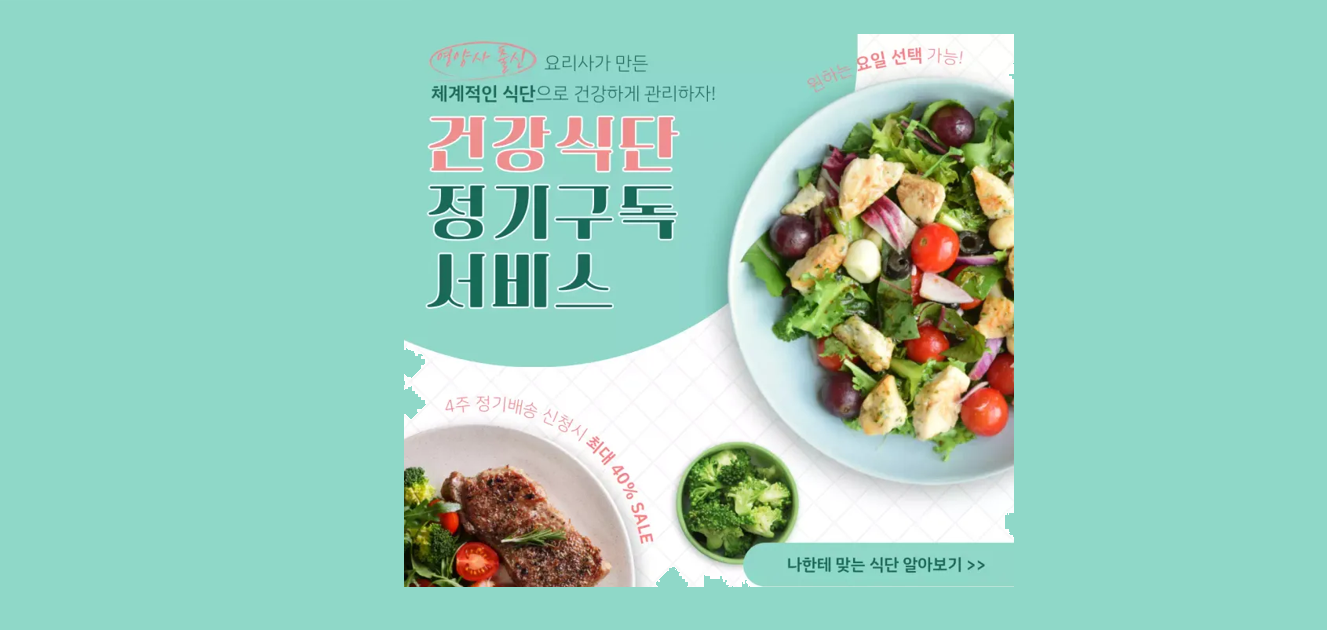 영양사 출신 요리사가 만든
체계적인 식단으로 건강하게 관리하자!
건강식단
정기구독
서비스
원하는 요일 선택 가능!
4주 정기배송 신청시 최대 40% SALE
나한테 맞는 식단 알아보기 >>